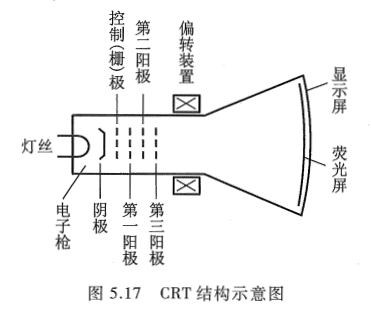 控制(栅)极
第二阳极
偏转装置
显示屏
灯丝
荧光屏
电子枪
阴极
第一阳极
第三阳极
图 5.17 CRT 结构示意图